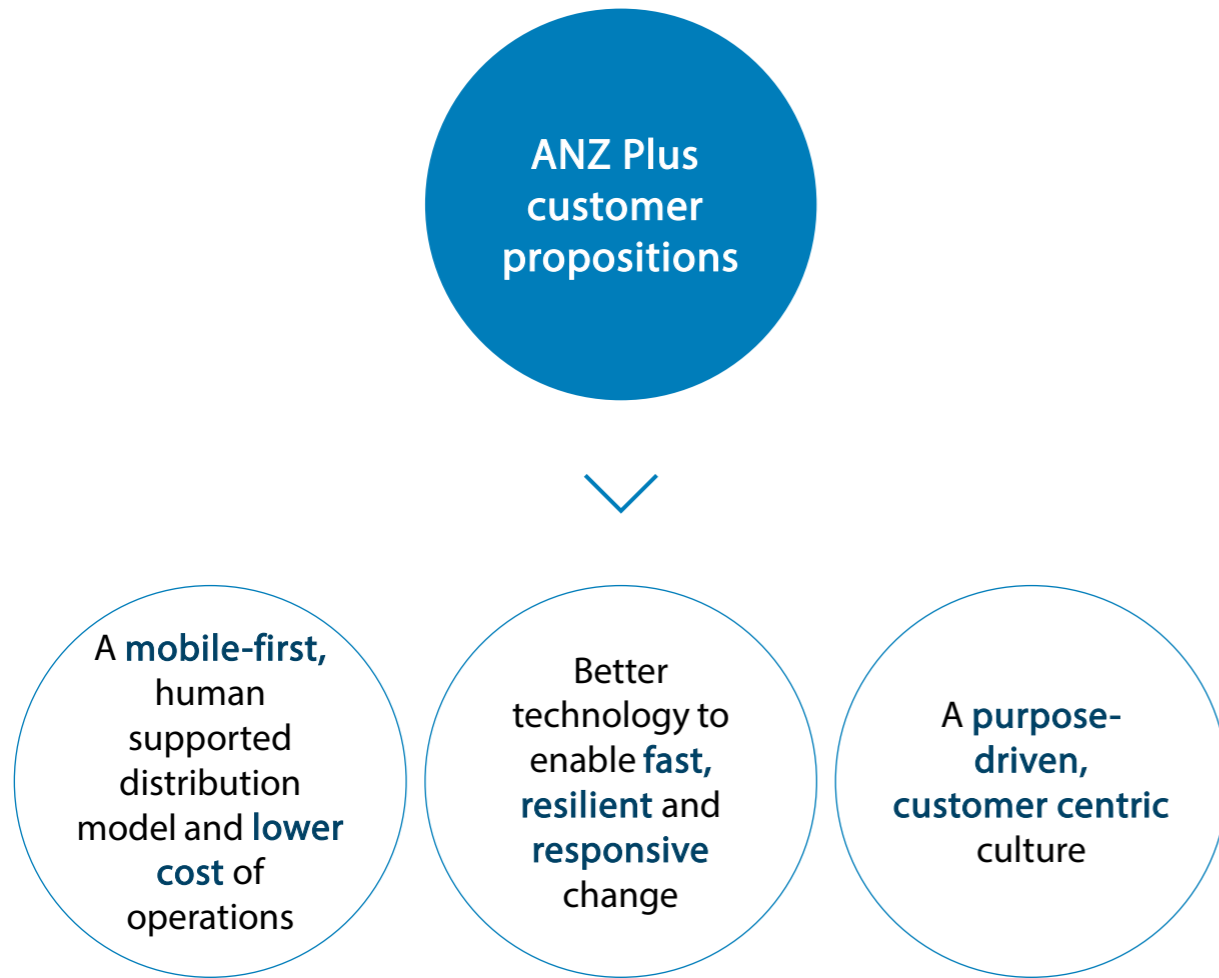 ANZ Plus
customer
propositions
A mobile-first,
human
supported
distribution
model and lower
cost of
operations
Better
technology to
enable fast,
resilient and
responsive
change
A purpose-
driven,
customer centric
culture